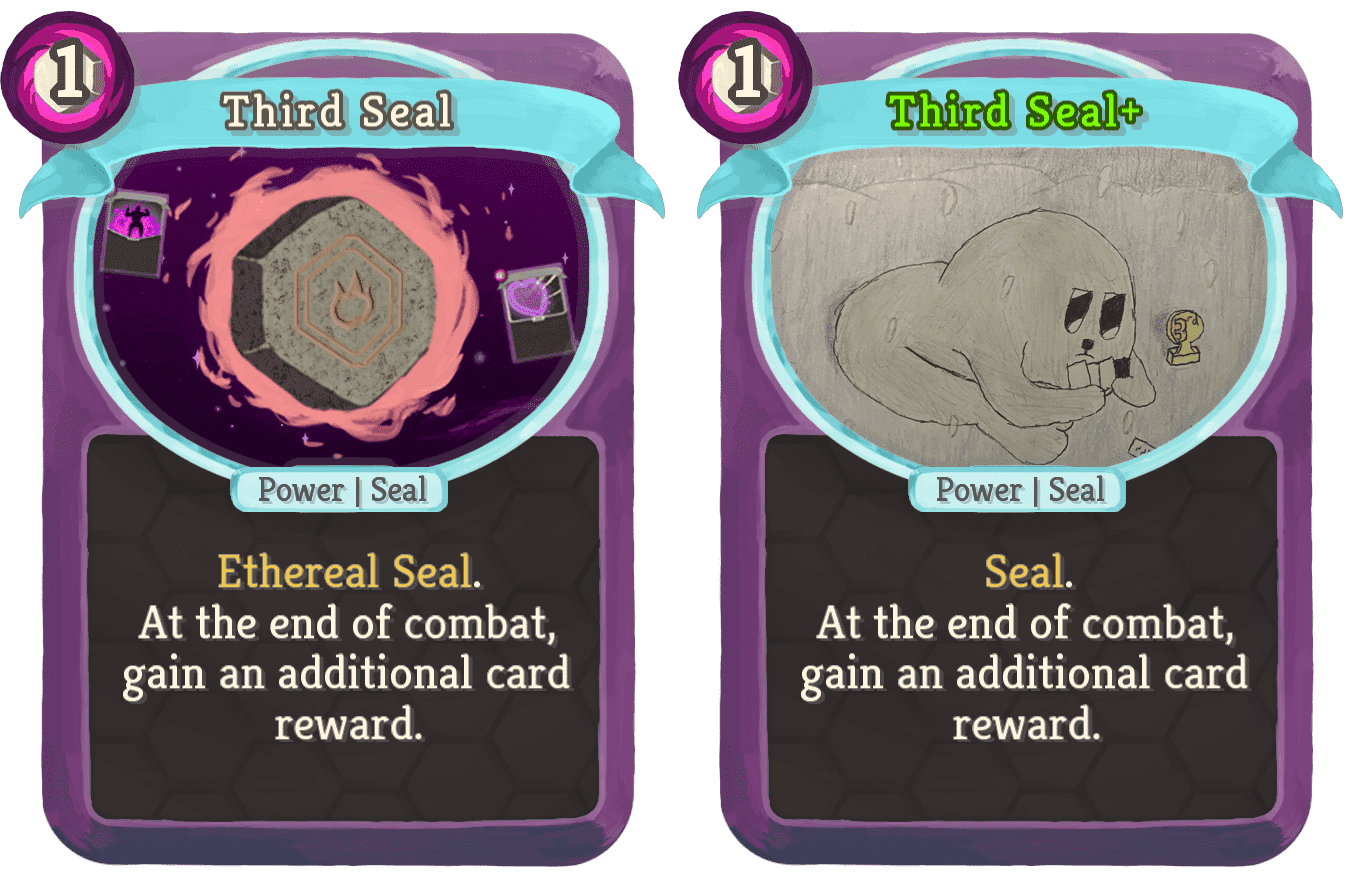 1
Third Seal
Power | Seal
Ethereal Seal.
At the end of combat,
gain an additional card
reward.
1
Third Seal+
3rd
Power | Seal
Seal.
At the end of combat,
gain an additional card
reward.